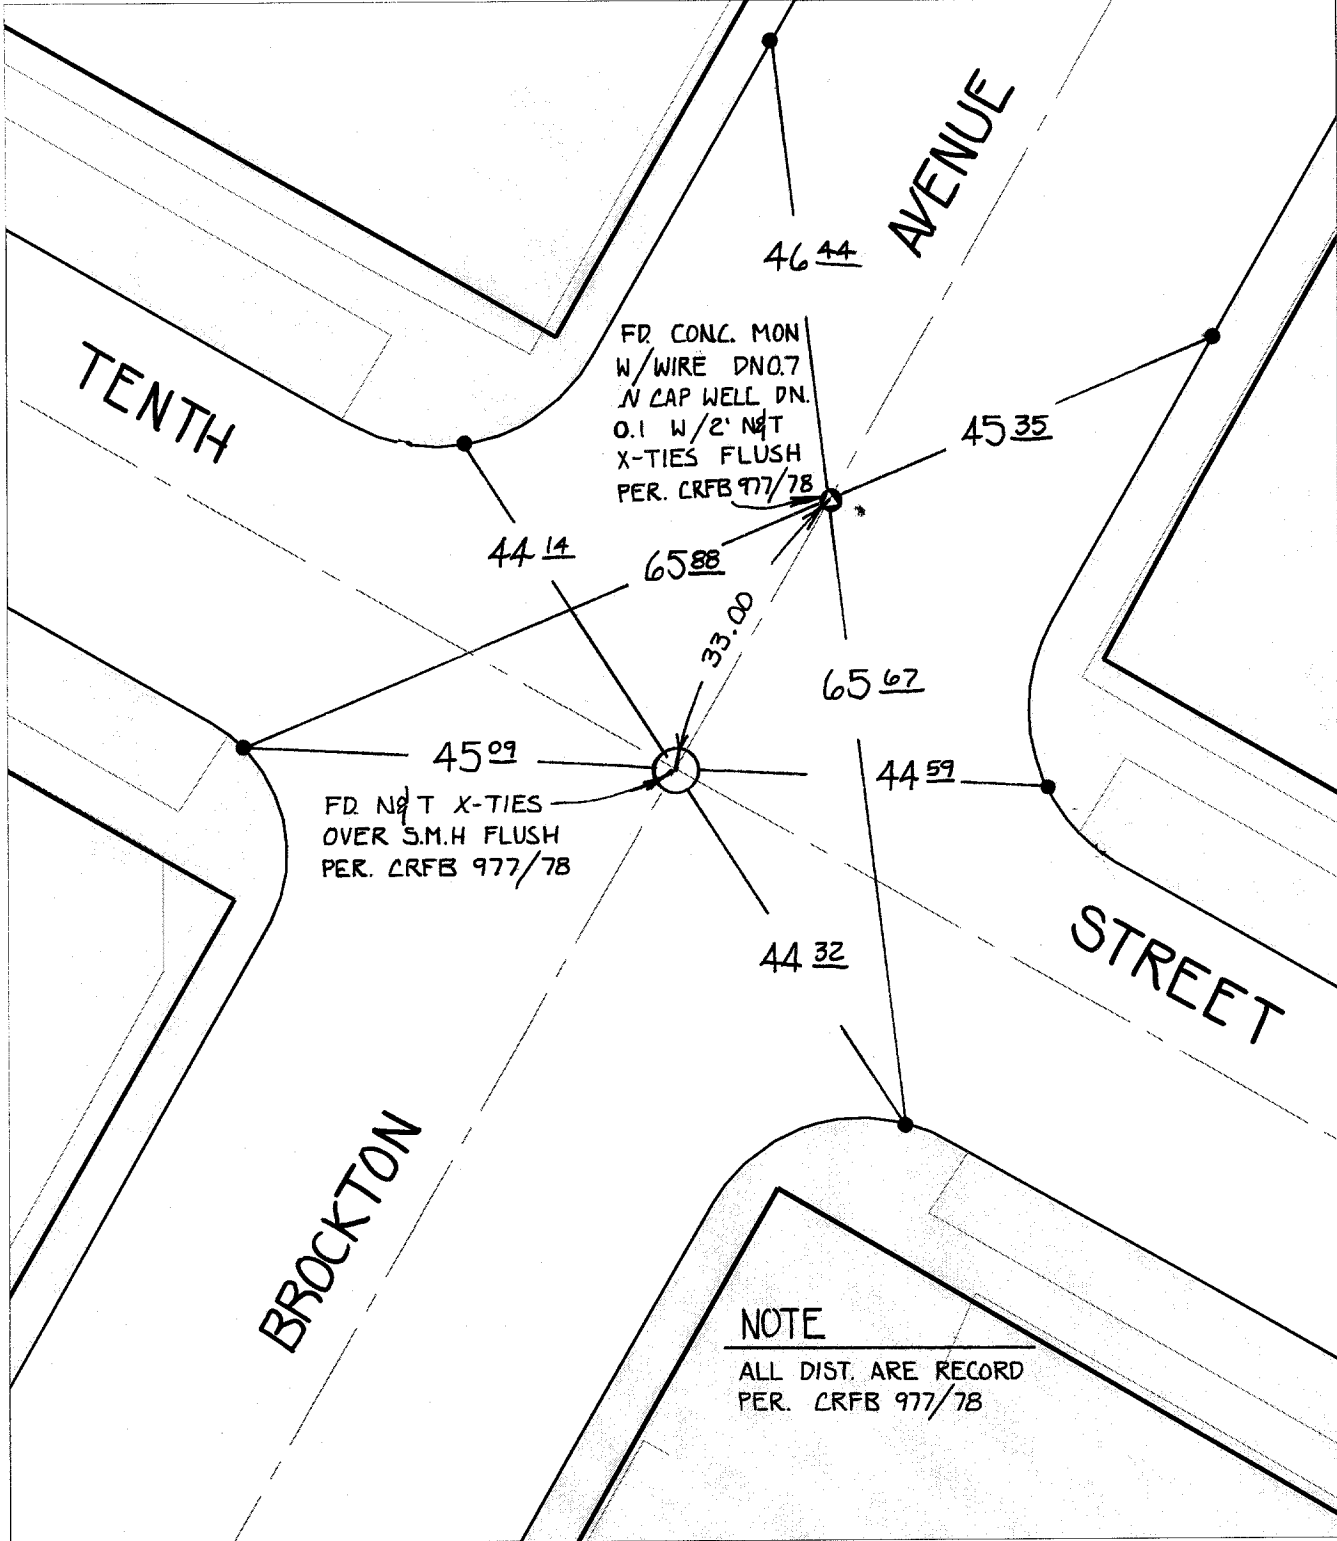 AVENUE
46 44
FD. CONC. MON
W/WIRE DN0.7
IN CAP WELL DN.
0.1 W/2' N&T
X-TIES FLUSH
PER. CRFB 977/78
TENTH
45 35
44 14
65 88
33.00
65 67
45 09
44 59
FD. N&T X-TIES
OVER S.M.H FLUSH
PER. CRFB 977/78
44 32
STREET
BROCKTON
NOTE
ALL DIST. ARE RECORD
PER. CRFB 977/78